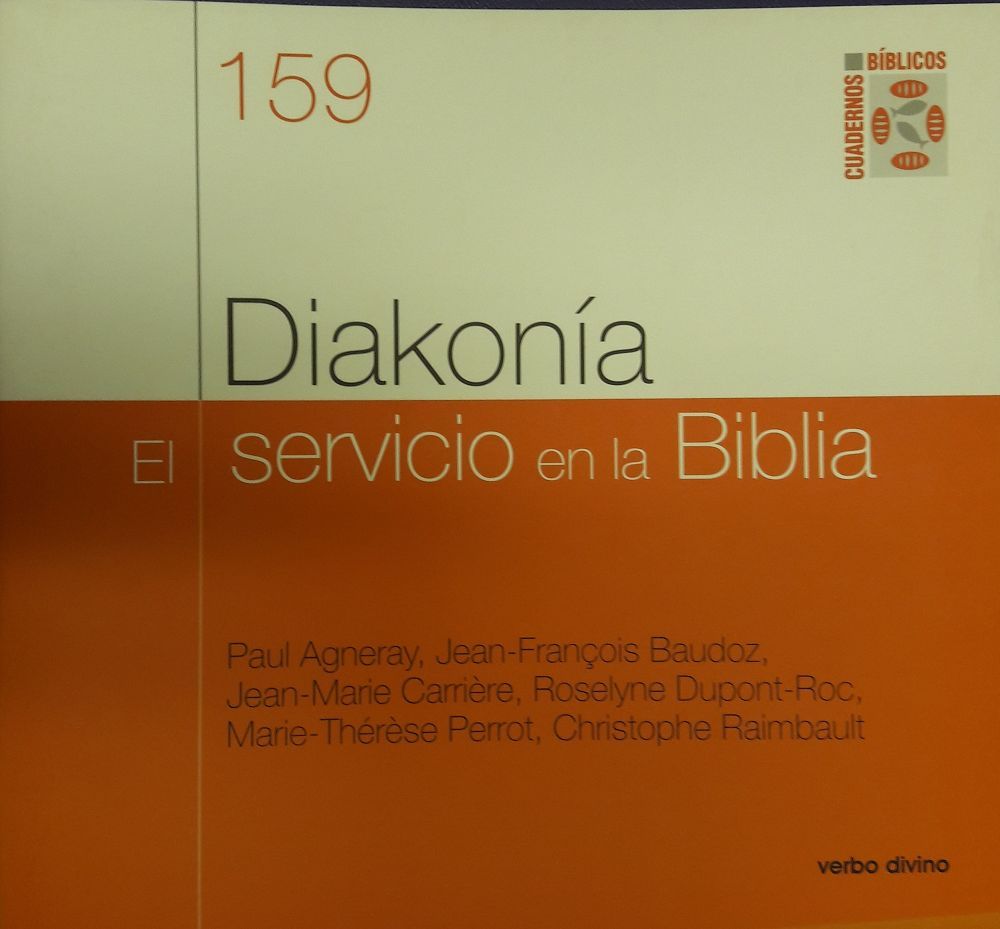 159
CUADERNOS
BÍBLICOS
Diakonía
El servicio en la Biblia
Paul Agneray, Jean-François Baudoz,
Jean-Marie Carrière, Roselyne Dupont-Roc,
Marie-Thérèse Perrot, Christophe Raimbault
verbo divino